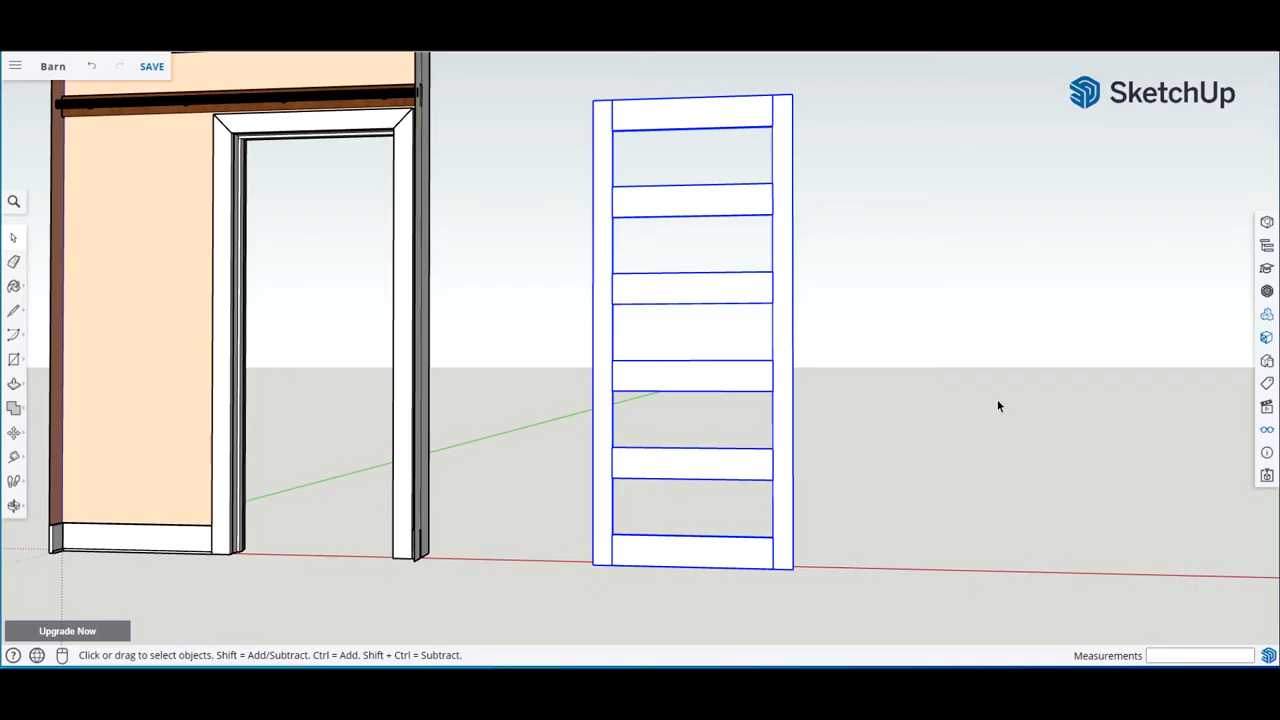 Barn
SAVE
SketchUp
Upgrade Now
Click or drag to select objects. Shift = Add/Subtract. Ctrl = Add. Shift + Ctrl = Subtract.
Measurements